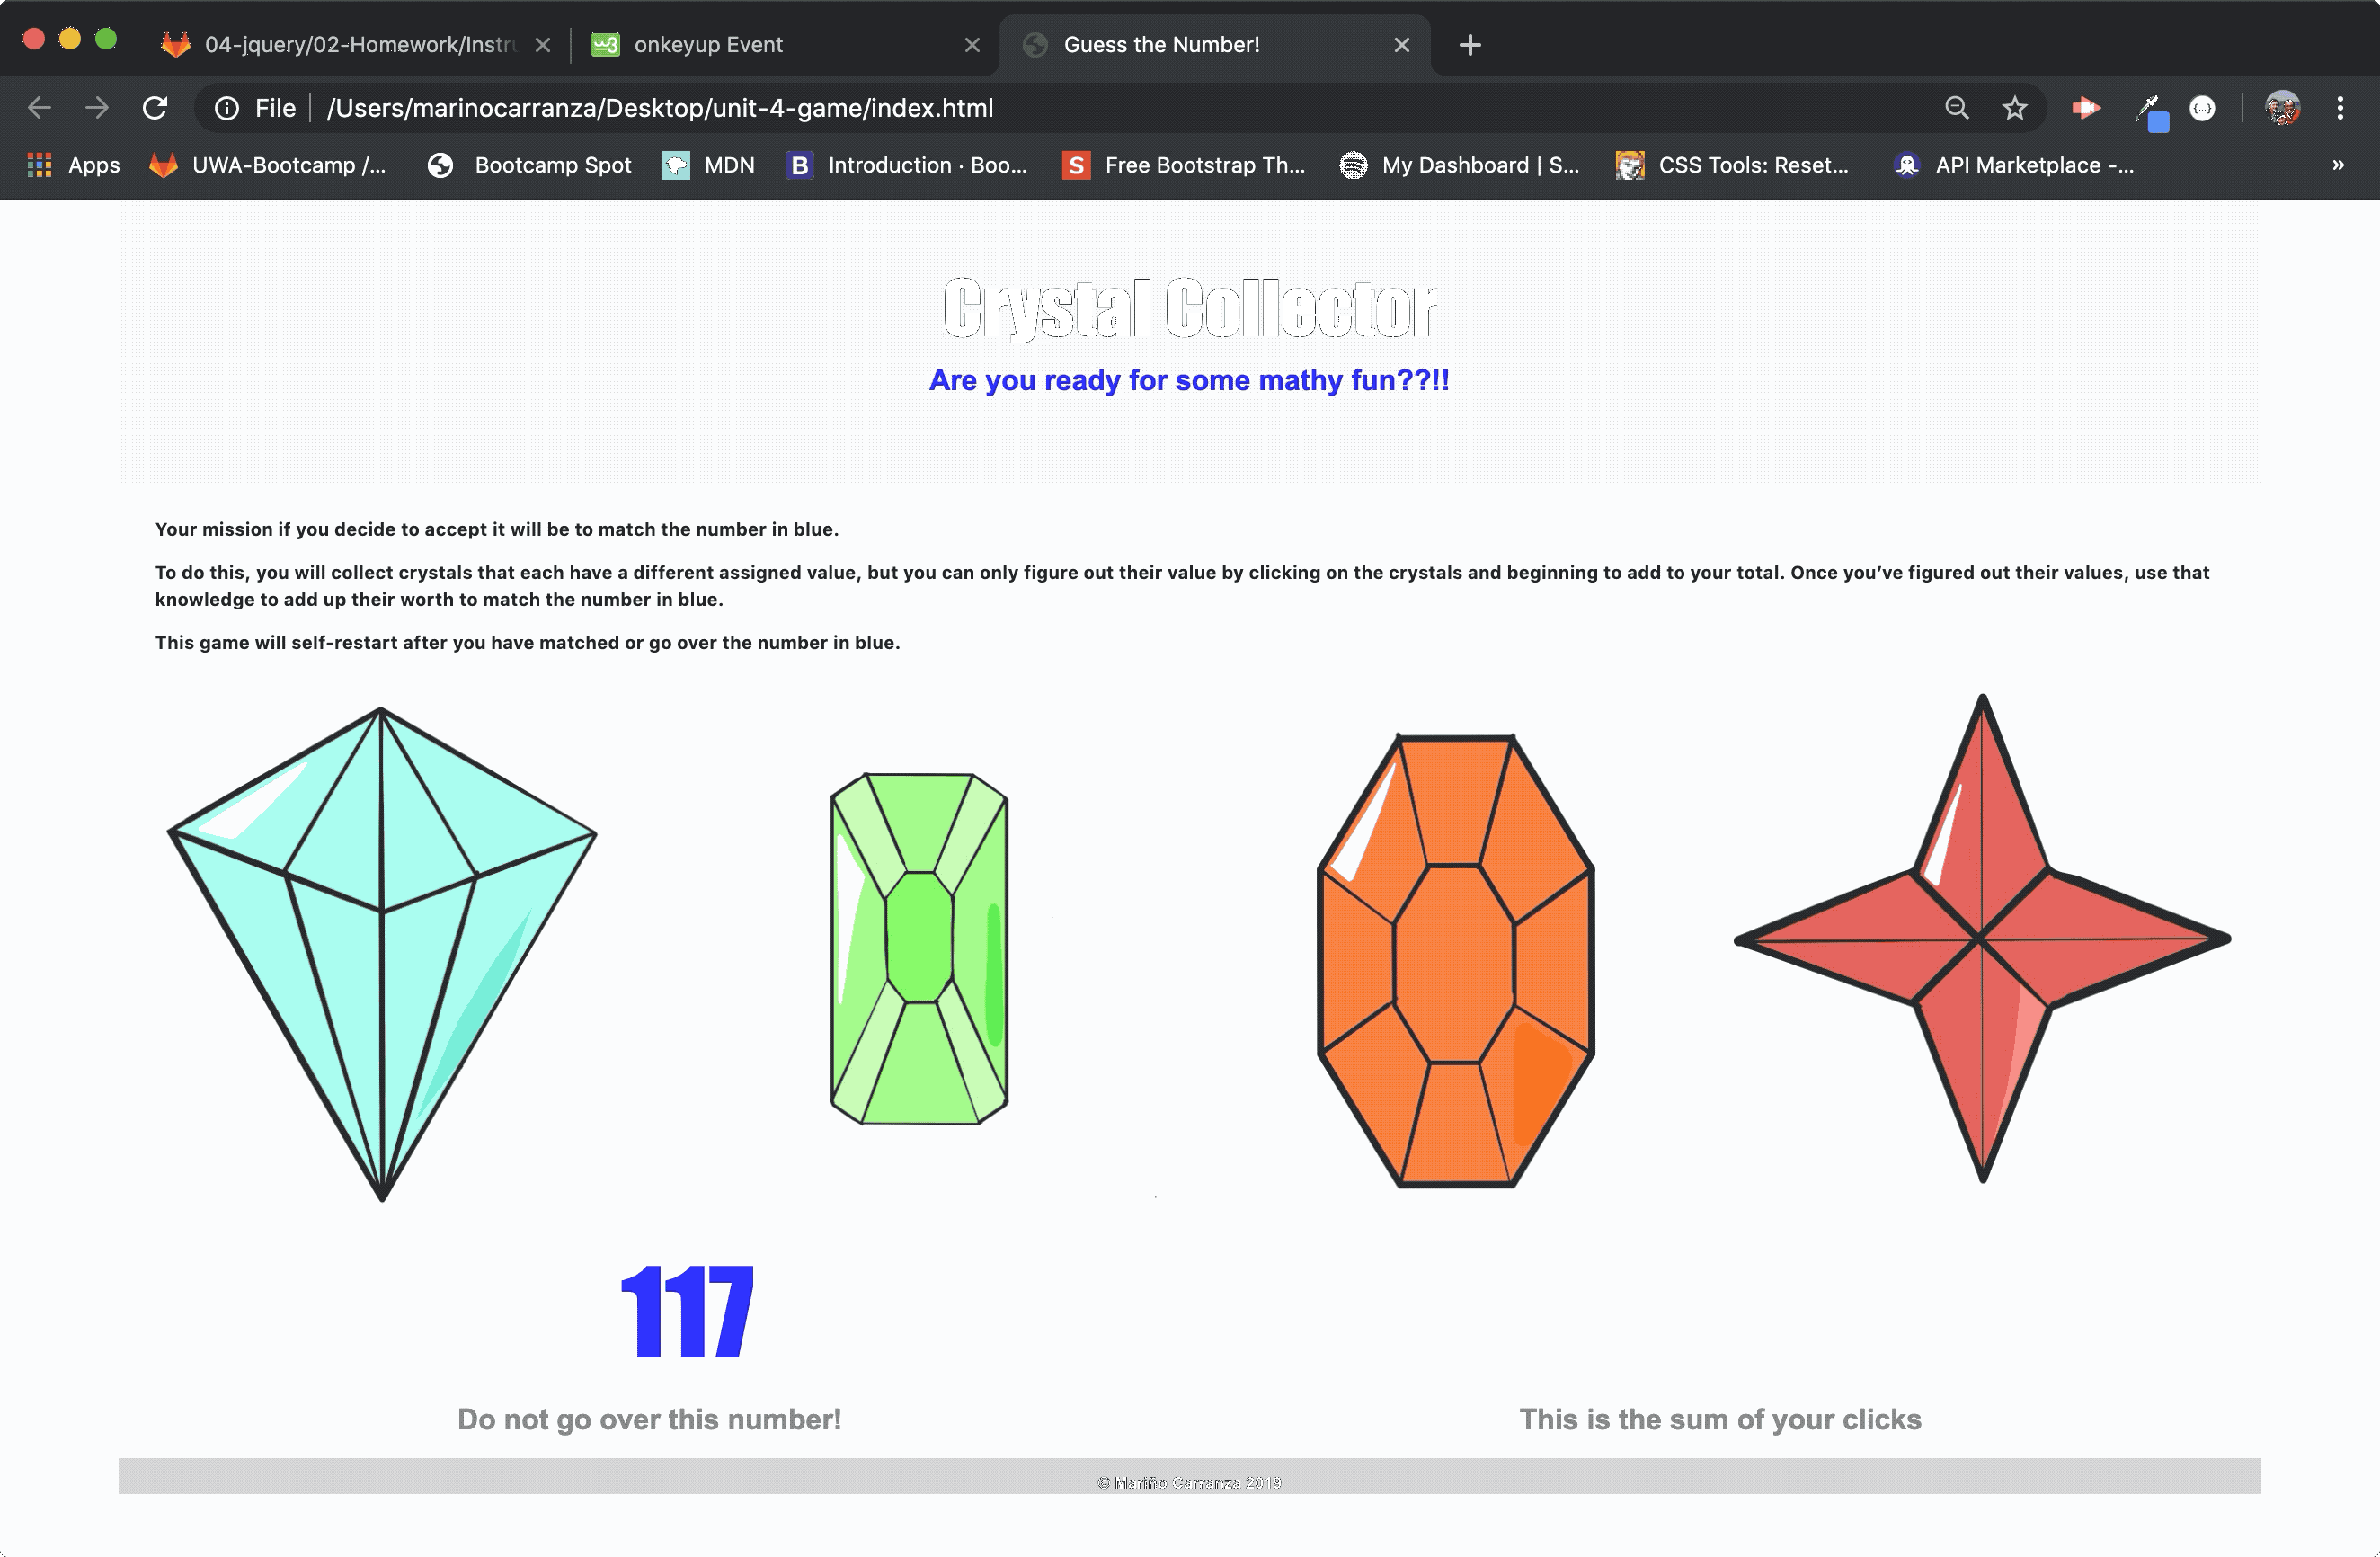 04-jquery/02-Homework/Instru
onkeyup Event
Guess the Number!
File
/Users/marinocarranza/Desktop/unit-4-game/index.html
Apps
UWA-Bootcamp /...
Bootcamp Spot
MDN
B
Introduction · Boo...
S
Free Bootstrap Th...
My Dashboard | S...
CSS Tools: Reset...
API Marketplace -...
»
Crystal Collector
Are you ready for some mathy fun??!!
Your mission if you decide to accept it will be to match the number in blue.
To do this, you will collect crystals that each have a different assigned value, but you can only figure out their value by clicking on the crystals and beginning to add to your total. Once you’ve figured out their values, use that
knowledge to add up their worth to match the number in blue.
This game will self-restart after you have matched or go over the number in blue.
117
Do not go over this number!
This is the sum of your clicks
© Mariño Carranza 2019